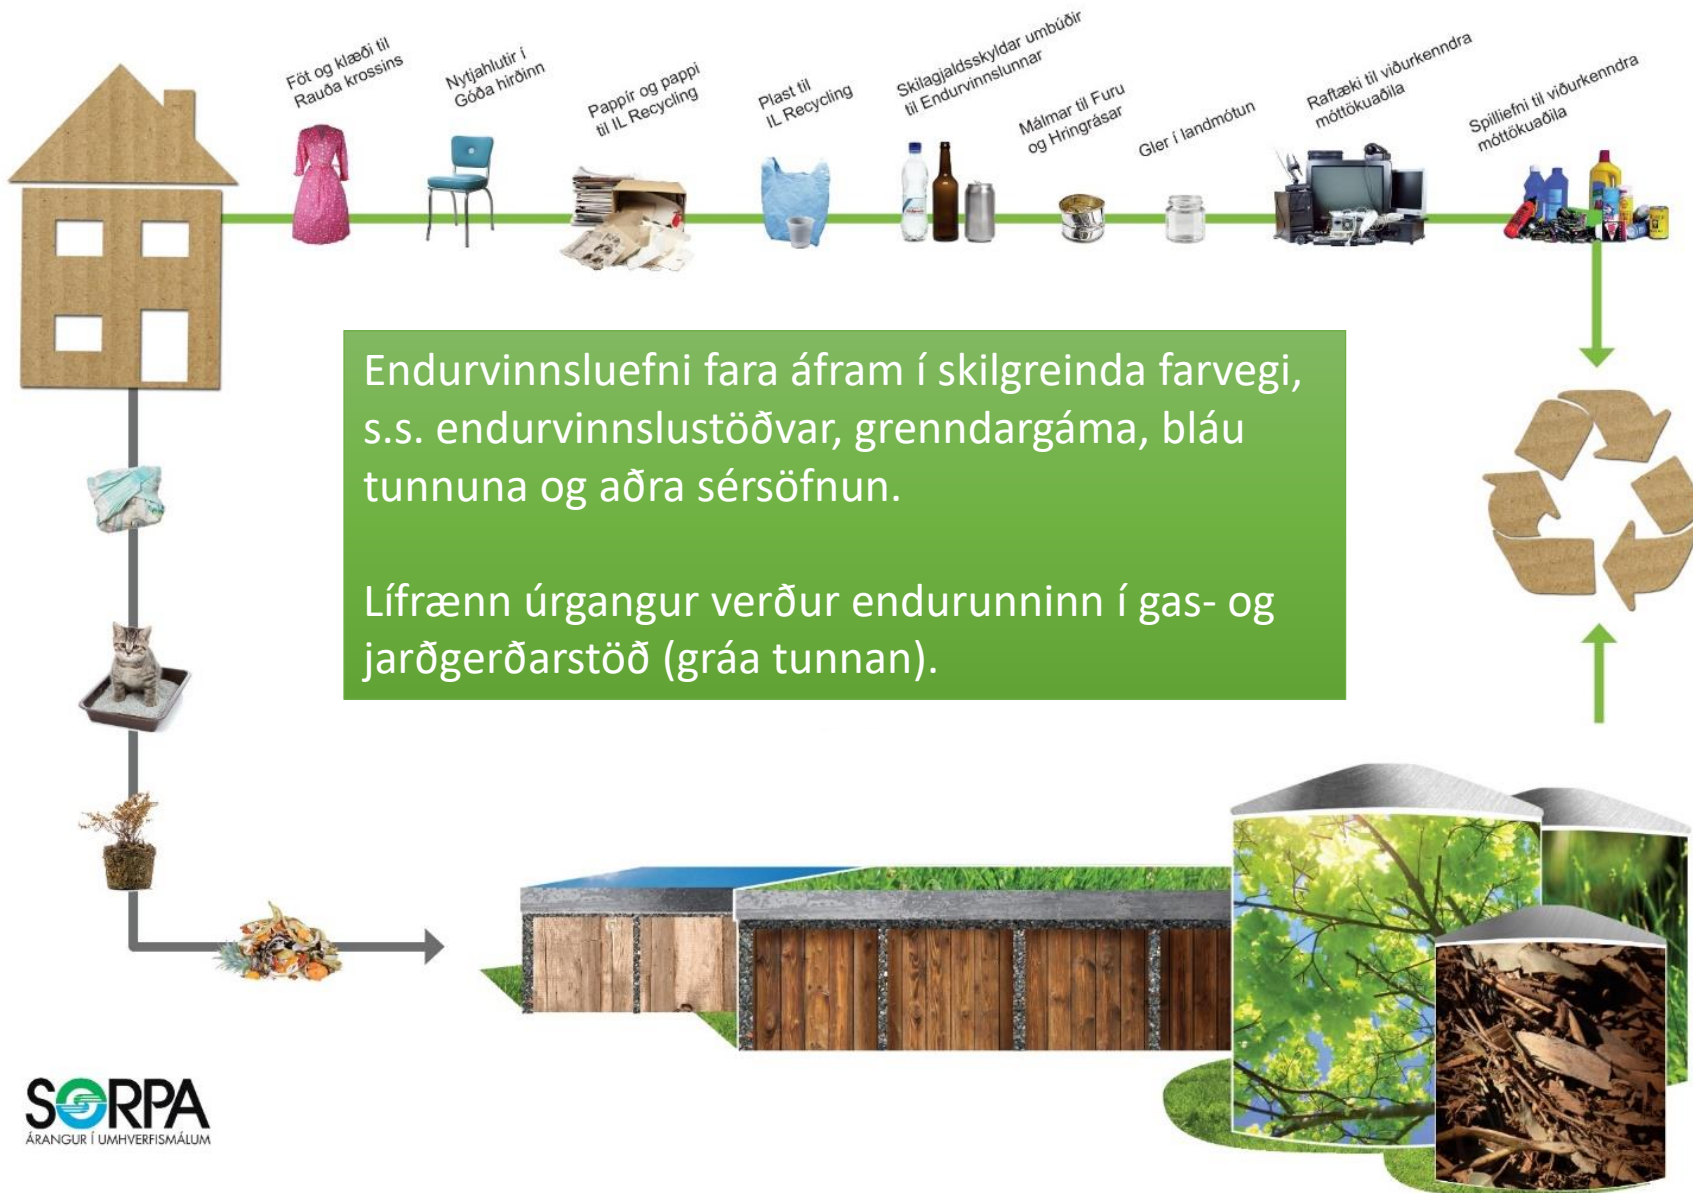 Föt og klæði til
Rauða krossins
Nytjahlutir í
Góða hirðinn
Pappír og pappi
til IL Recycling
Plast til
IL Recycling
Skilagjaldsskyldar umbúðir
til Endurvinnslunnar
Málmar til Furu
og Hringrásar
Gler í landmótun
Raftæki til viðurkenndra
móttökuaðila
Spilliefni til viðurkenndra
móttökuaðila
Endurvinnsluefni fara áfram í skilgreinda farvegi,
s.s. endurvinnslustöðvar, grenndargáma, bláu
tunnuna og aðra sérsöfnun.
Lífrænn úrgangur verður endurunninn í gas- og
jarðgerðarstöð (gráa tunnan).
SORPA
ÁRANGUR Í UMHVERFISMÁLUM